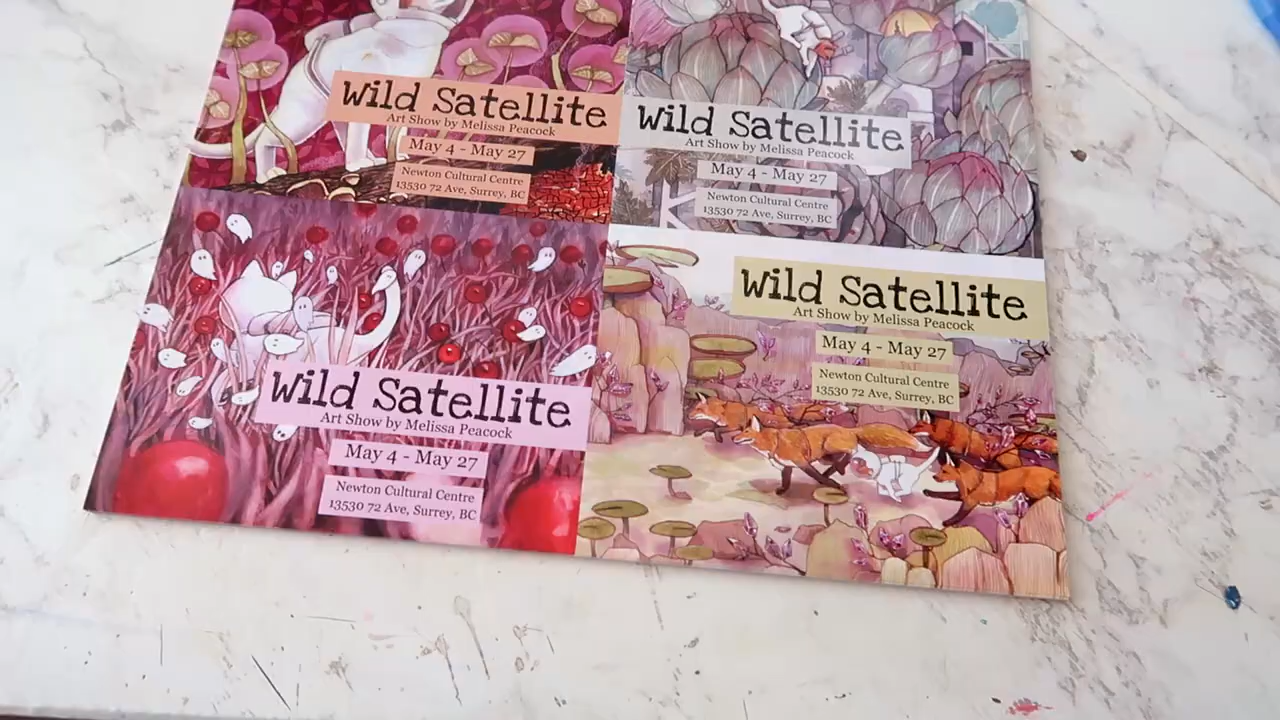 Wild Satellite
Art Show by Melissa Peacock
May 4 - May 27
Newton Cultural Centre
13530 72 Ave, Surrey, BC
Wild Satellite
Art Show by Melissa Peacock
May 4 - May 27
Newton Cultural Centre
13530 72 Ave, Surrey, BC
Wild Satellite
Art Show by Melissa Peacock
May 4 - May 27
Newton Cultural Centre
13530 72 Ave, Surrey, BC
Wild Satellite
Art Show by Melissa Peacock
May 4 - May 27
Newton Cultural Centre
13530 72 Ave, Surrey, BC